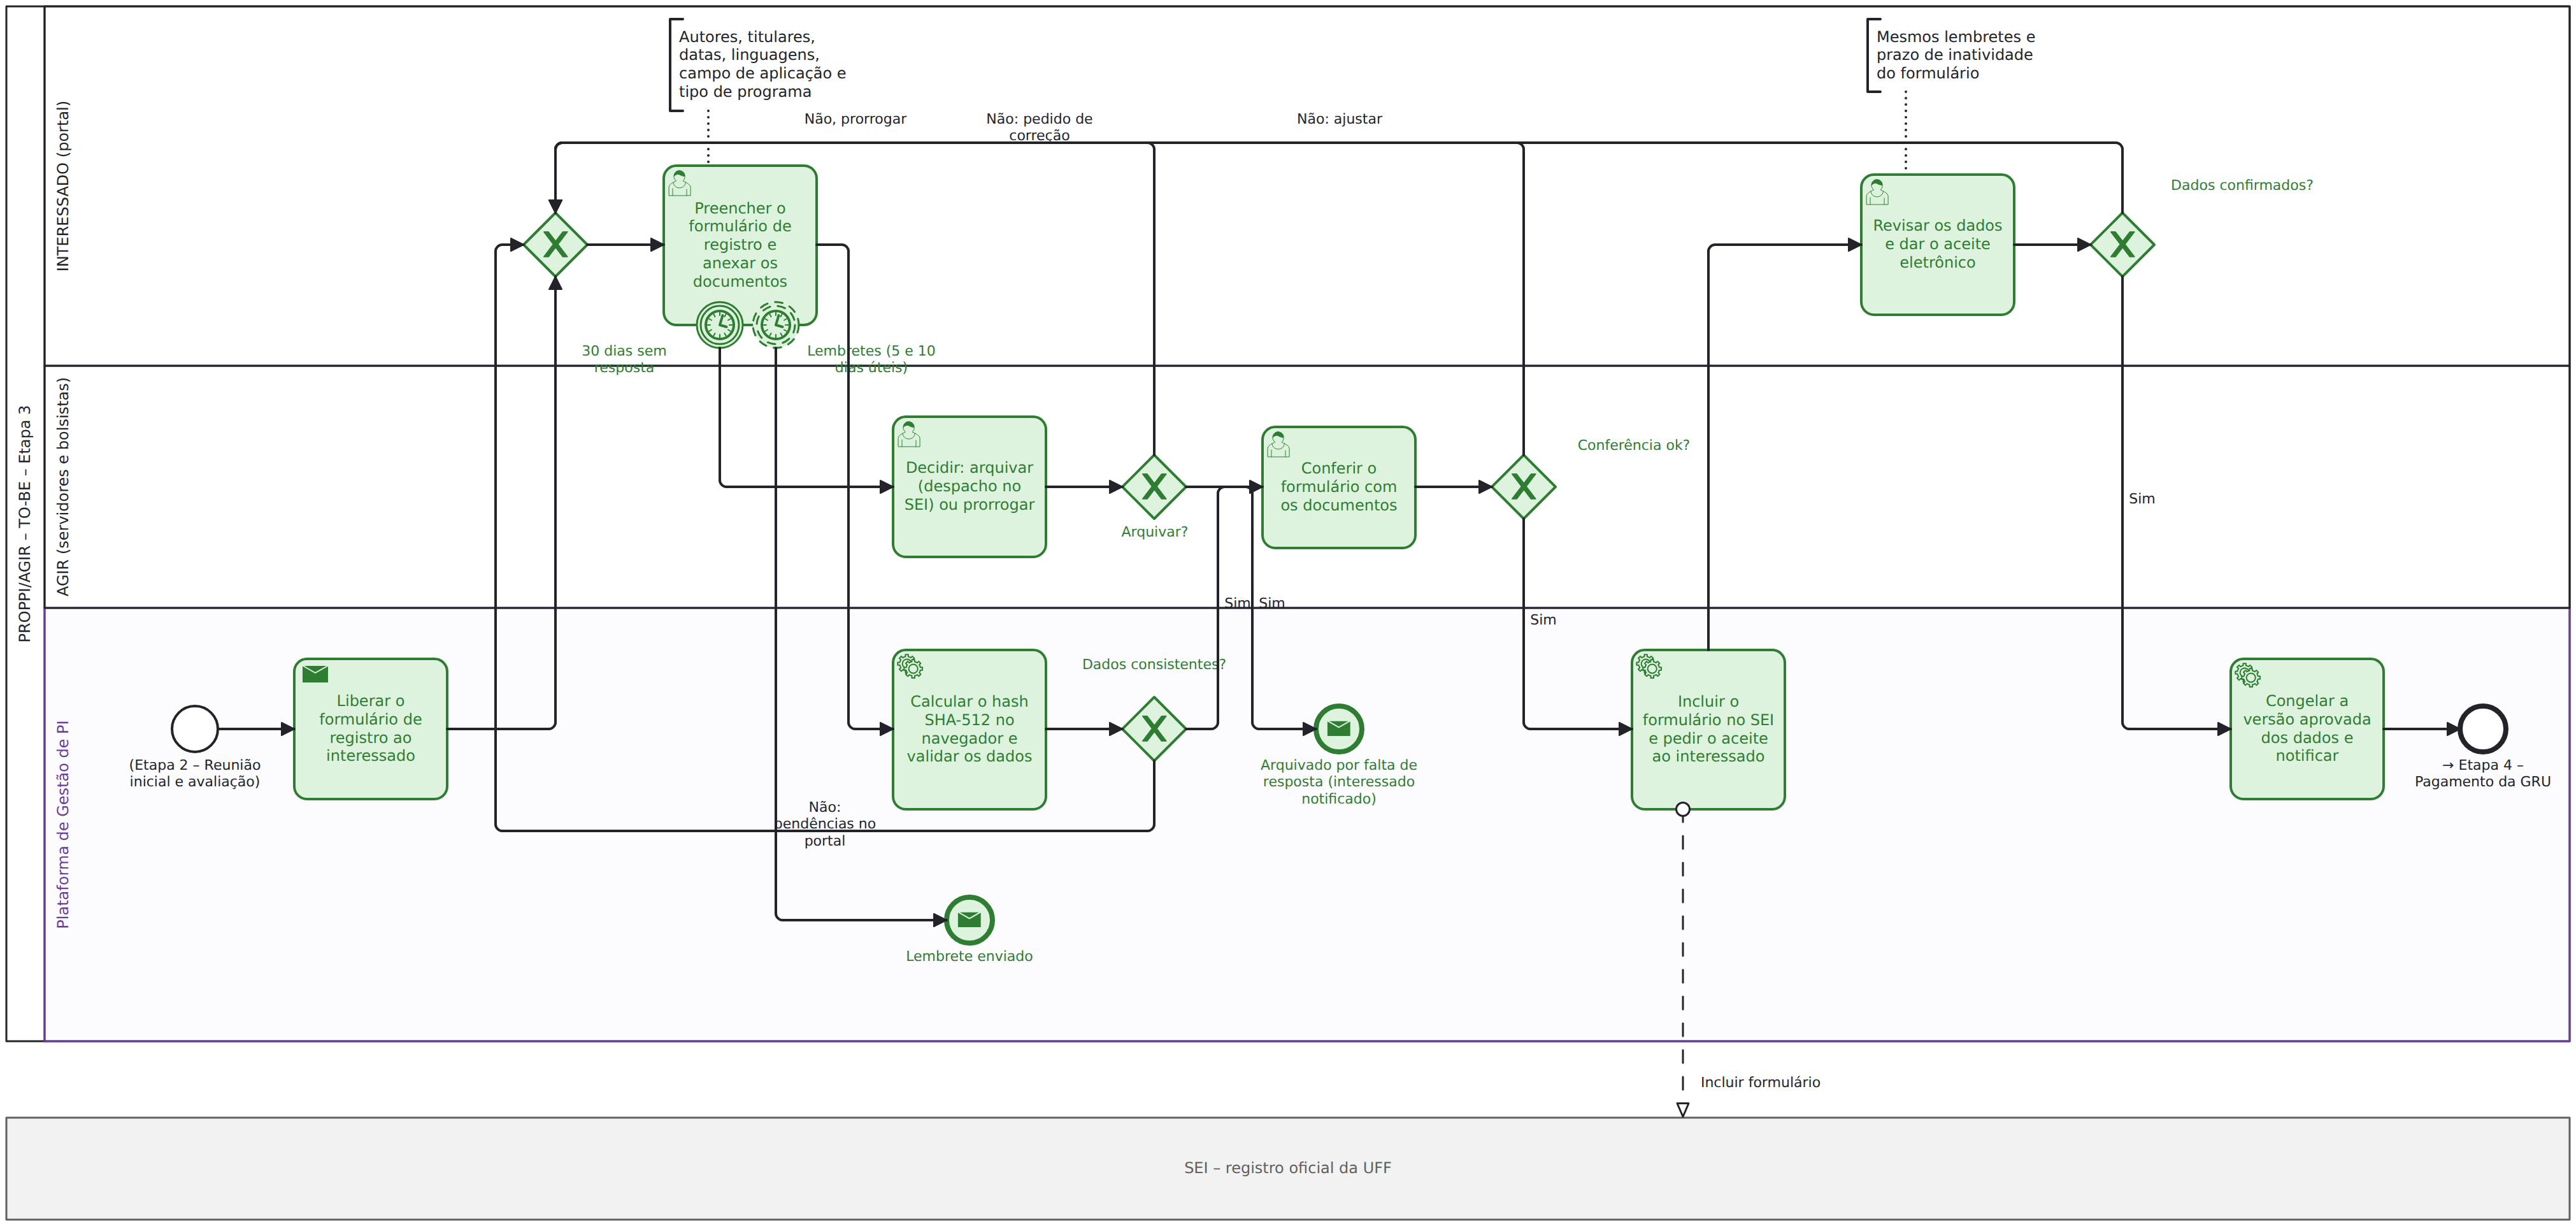 PROPPI/AGIR – TO-BE – Etapa 3
INTERESSADO (portal)
Autores, titulares,
datas, linguagens,
campo de aplicação e
tipo de programa
Mesmos lembretes e
prazo de inatividade
do formulário
Não, prorrogar
Não: pedido de
correção
Não: ajustar
Preencher o
formulário de
registro e
anexar os
documentos
Revisar os dados
e dar o aceite
eletrônico
Dados confirmados?
30 dias sem
resposta
Lembretes (5 e 10
dias úteis)
AGIR (servidores e bolsistas)
Decidir: arquivar
(despacho no
SEI) ou prorrogar
Arquivar?
Conferir o
formulário com
os documentos
Conferência ok?
Sim
Sim
Sim
Sim
Plataforma de Gestão de PI
(Etapa 2 – Reunião
inicial e avaliação)
Liberar o
formulário de
registro ao
interessado
Calcular o hash
SHA-512 no
navegador e
validar os dados
Dados consistentes?
Arquivado por falta de
resposta (interessado
notificado)
Incluir o
formulário no SEI
e pedir o aceite
ao interessado
Congelar a
versão aprovada
dos dados e
notificar
→ Etapa 4 –
Pagamento da GRU
Não:
pendências no
portal
Lembrete enviado
Incluir formulário
SEI – registro oficial da UFF